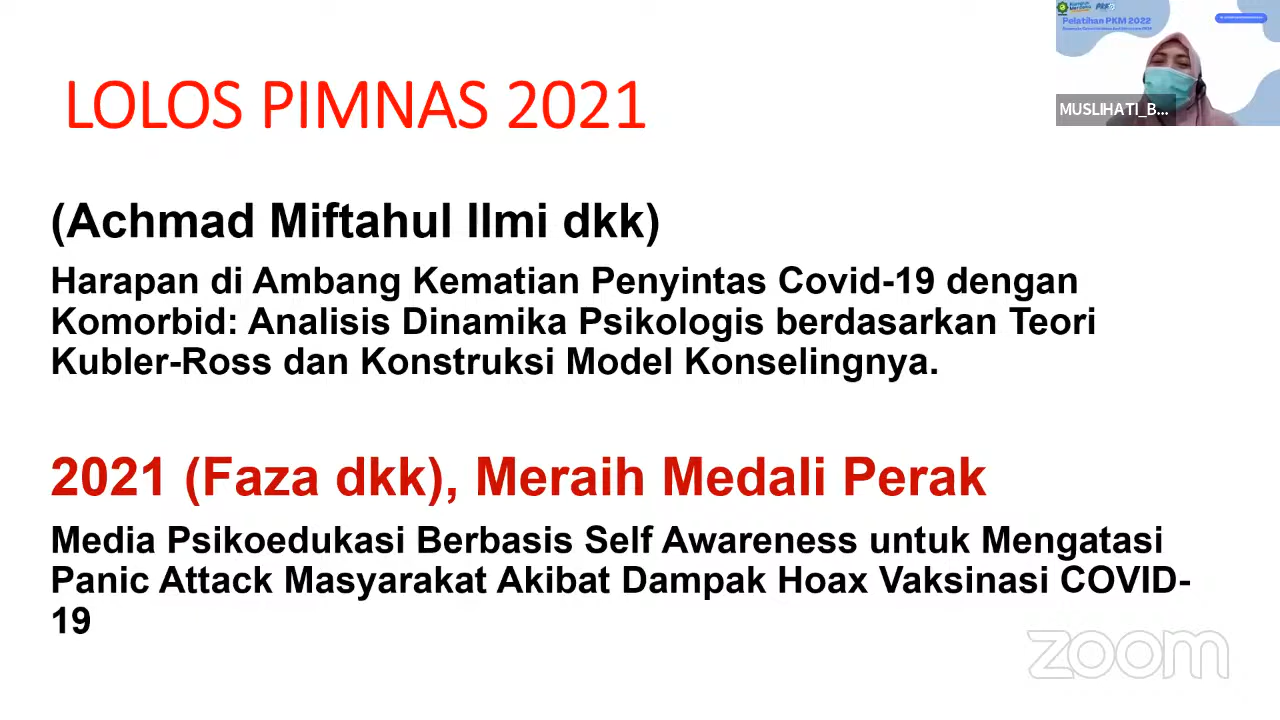 LOLOS PIMNAS 2021
Pelatihan PKM 2022
MUSLIHATI_B...
(Achmad Miftahul Ilmi dkk)
Harapan di Ambang Kematian Penyintas Covid-19 dengan
Komorbid: Analisis Dinamika Psikologis berdasarkan Teori
Kubler-Ross dan Konstruksi Model Konselingnya.
2021 (Faza dkk), Meraih Medali Perak
Media Psikoedukasi Berbasis Self Awareness untuk Mengatasi
Panic Attack Masyarakat Akibat Dampak Hoax Vaksinasi COVID-
19
zoom